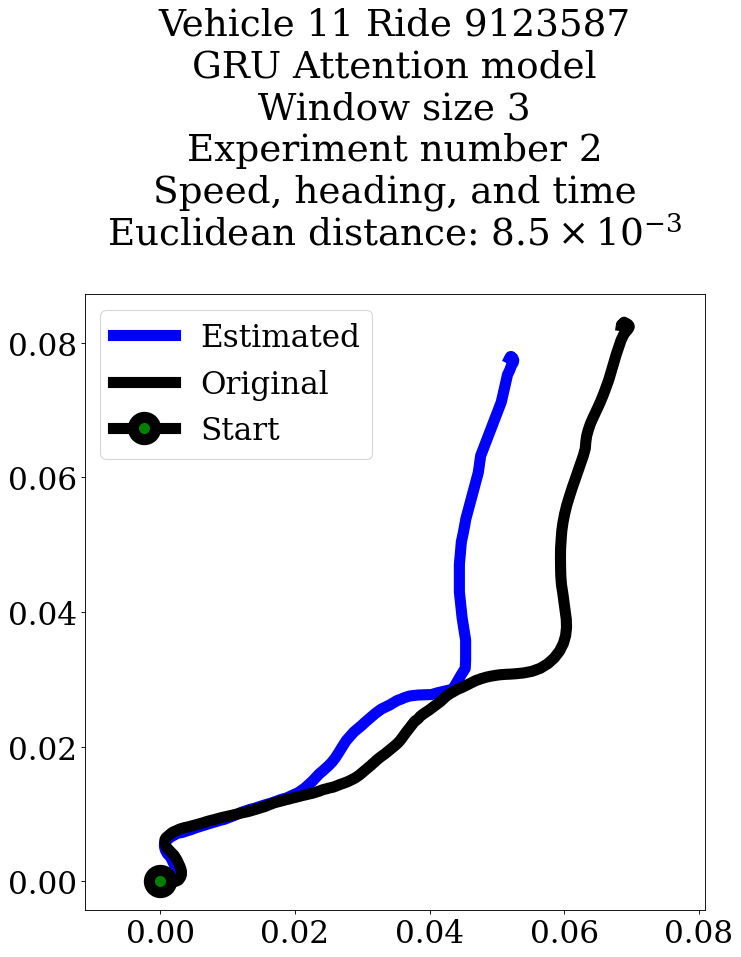 Vehicle 11 Ride 9123587
GRU Attention model
Window size 3
Experiment number 2
Speed, heading, and time
Euclidean distance: 8.5 × 10⁻³
Estimated
Original
Start
0.08
0.06
0.04
0.02
0.00
0.00 0.02 0.04 0.06 0.08